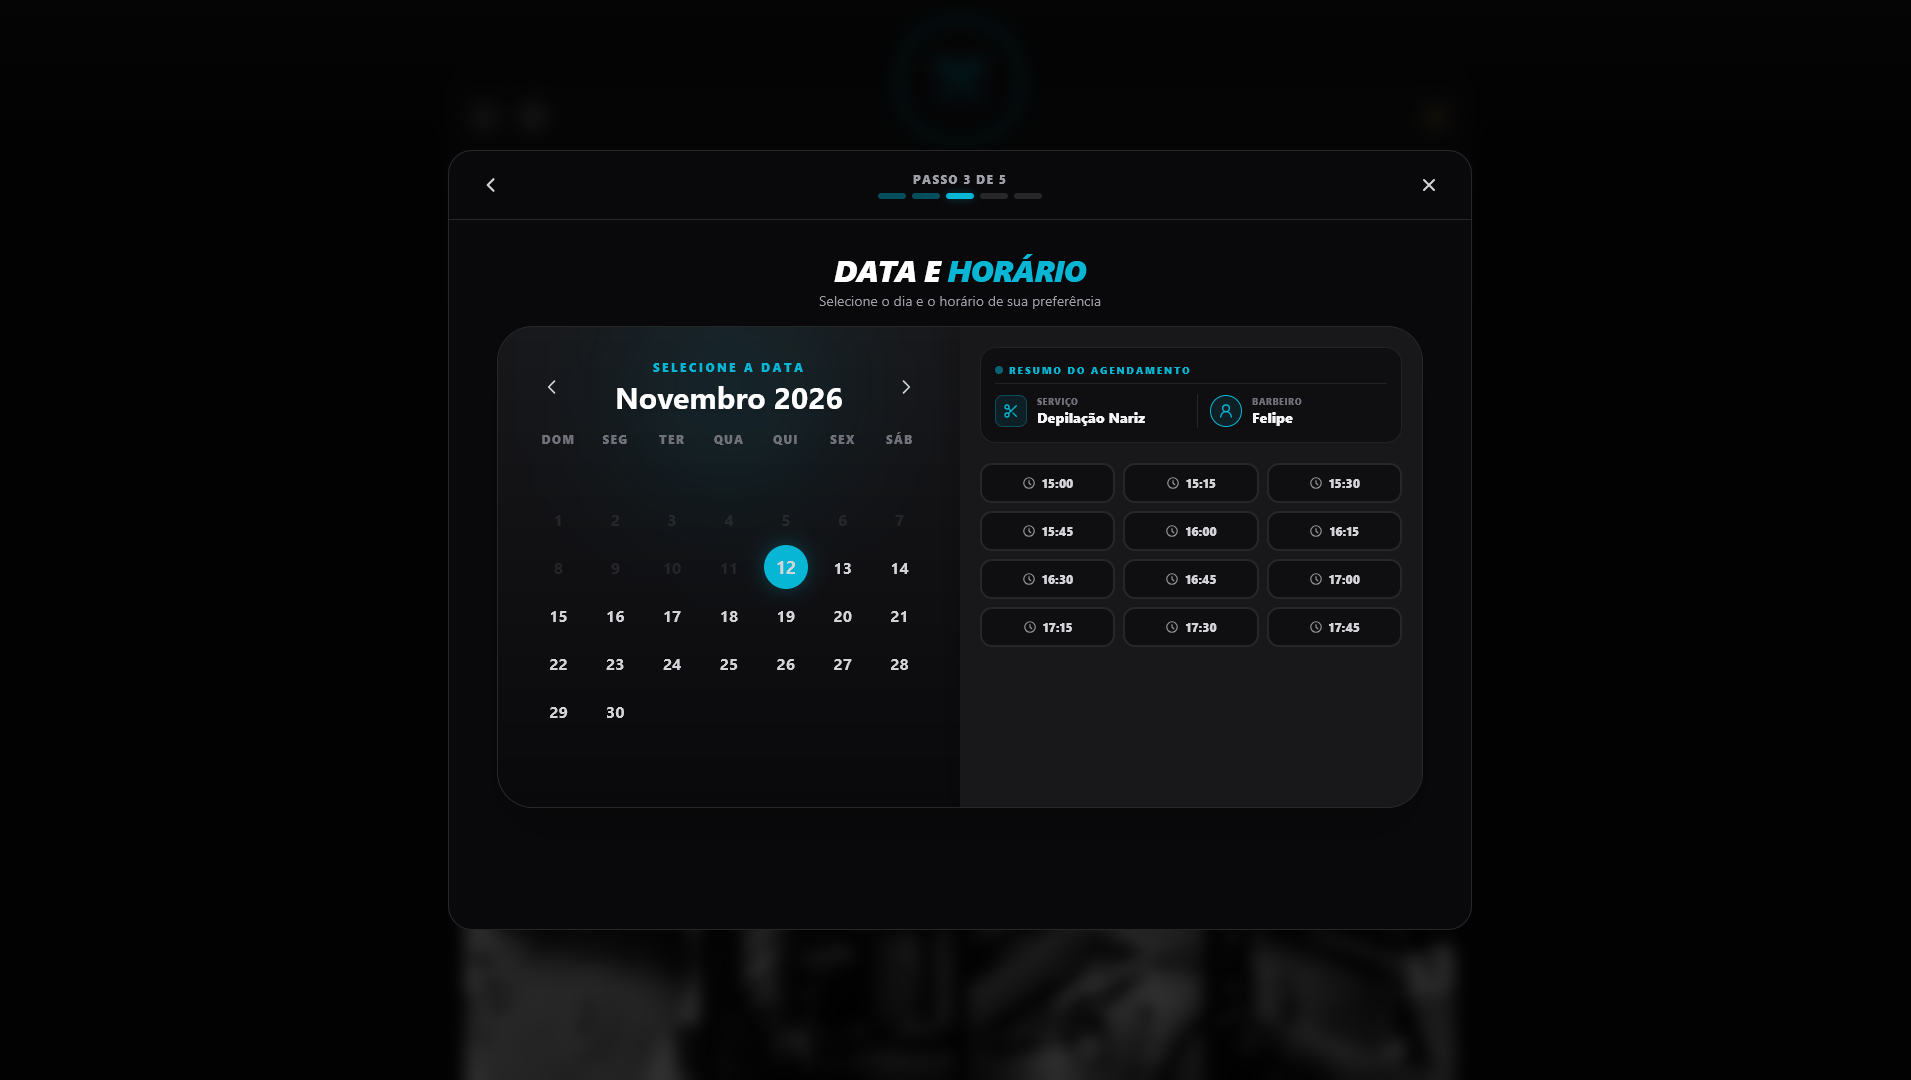 PASSO 3 DE 5
DATA E HORÁRIO
Selecione o dia e o horário de sua preferência
SELECIONE A DATA
Novembro 2026
DOM SEG TER QUA QUI SEX SÁB
1 2 3 4 5 6 7
8 9 10 11 12 13 14
15 16 17 18 19 20 21
22 23 24 25 26 27 28
29 30
RESUMO DO AGENDAMENTO
SERVIÇO
Depilação Nariz
BARBEIRO
Felipe
15:00 15:15 15:30
15:45 16:00 16:15
16:30 16:45 17:00
17:15 17:30 17:45